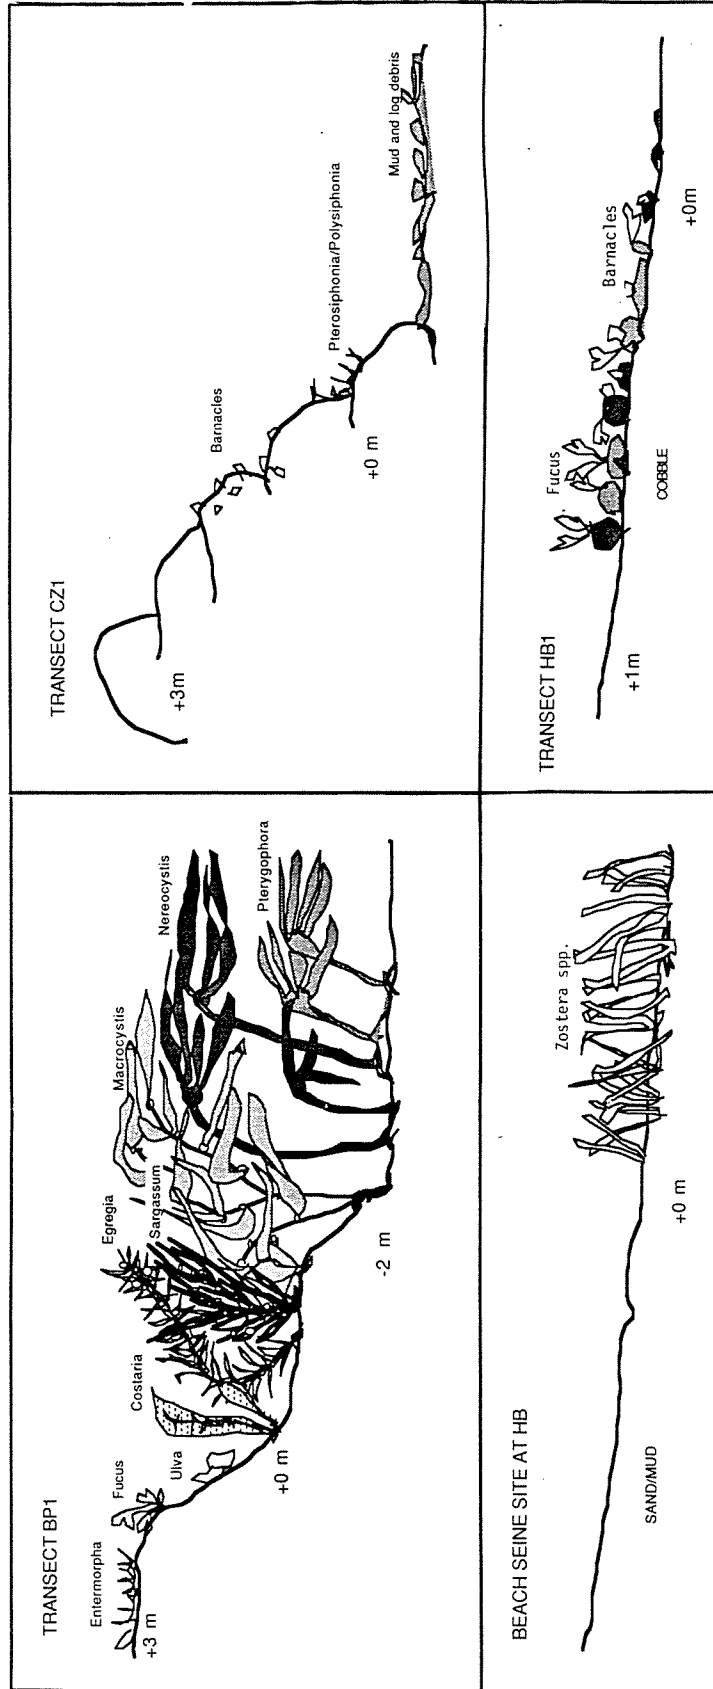 TRANSECT BP1
Entermorpha
+3 m
Fucus
Ulva
+0 m
Costaria
Egregia
Sargassum
-2 m
Macrocystis
Nereocystis
Pterygophora
TRANSECT CZ1
+3m
Barnacles
+0 m
Pterosiphonia/Polysiphonia
Mud and log debris
BEACH SEINE SITE AT HB
SAND/MUD
+0 m
Zostera spp.
TRANSECT HB1
+1m
Fucus
COBBLE
Barnacles
+0m